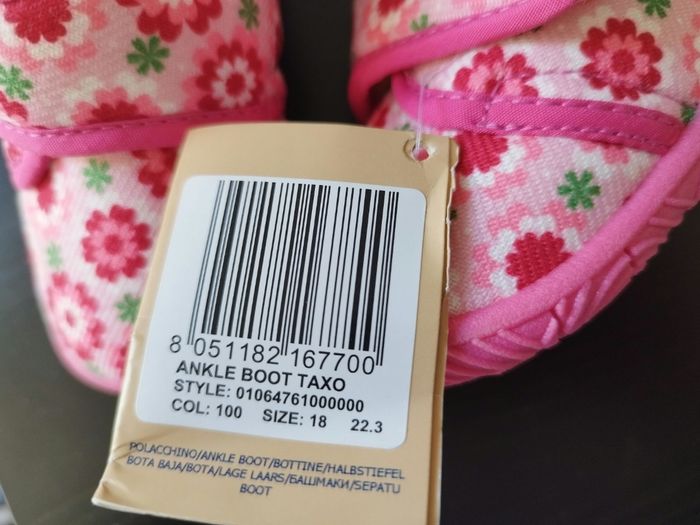 8 051182 167700
ANKLE BOOT TAXO
STYLE: 01064761000000
COL: 100 SIZE: 18 22.3
POLACCHINO/ANKLE BOOT/BOTTINE/HALBSTIEFEL
BOTA BAJA/BOTA/LAGE LAARS/БАШМАКИ/SEPATU
BOOT